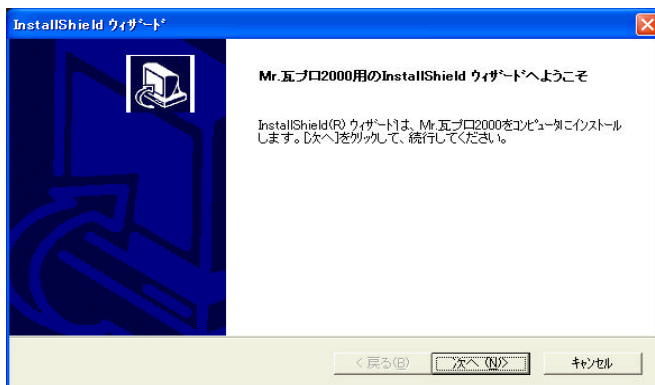 InstallShield ウィザード
Mr.瓦プロ2000用のInstallShield ウィザードへようこそ
InstallShield(R) ウィザードは、Mr.瓦プロ2000をコンピュータにインストール
します。[次へ]をクリックして、続行してください。
< 戻る(B)
次へ (N)>
キャンセル